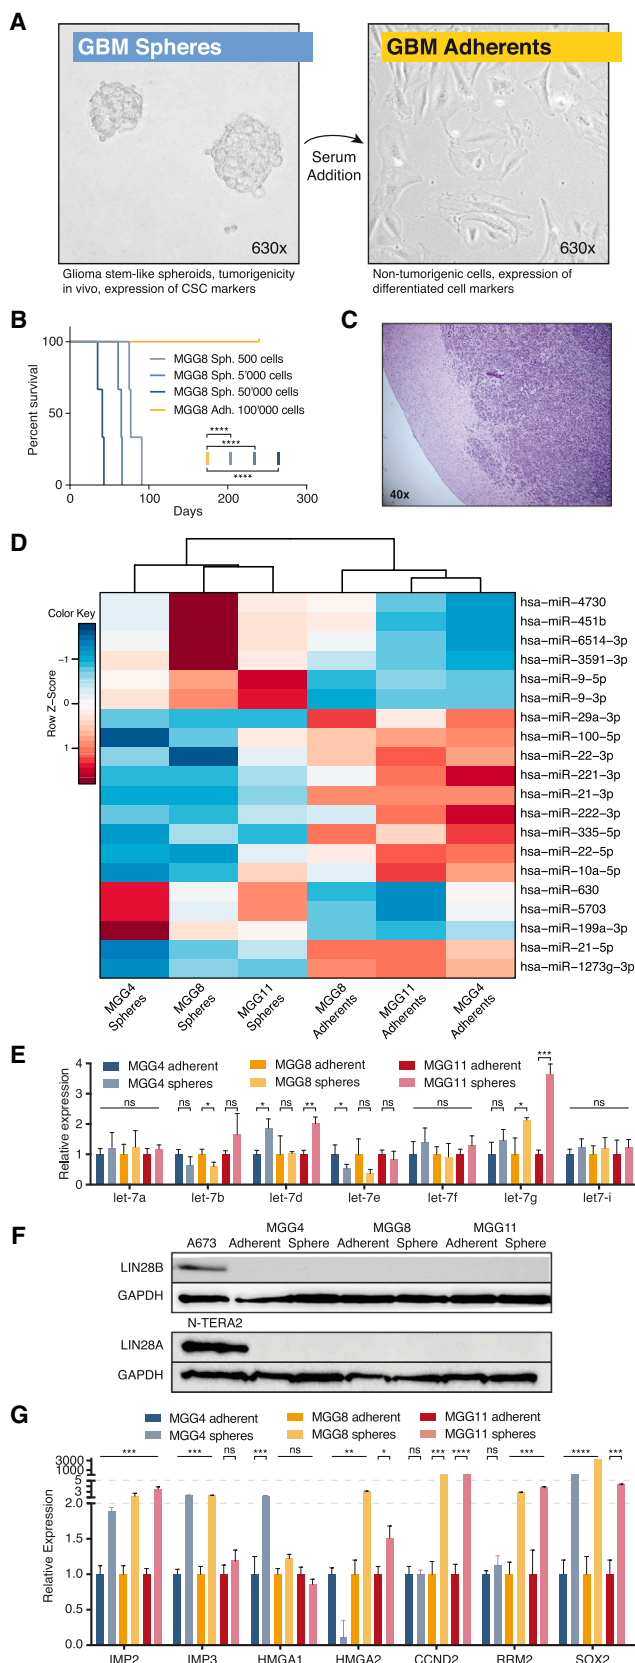 A
GBM Spheres
GBM Adherents
Serum
Addition
630x
630x
Glioma stem-like spheroids, tumorigenicity
in vivo, expression of CSC markers
Non-tumorigenic cells, expression of
differentiated cell markers
B
Percent survival
100
50
0
MGG8 Sph. 500 cells
MGG8 Sph. 5'000 cells
MGG8 Sph. 50'000 cells
MGG8 Adh. 100'000 cells
****
****
****
0 100 200 300
Days
C
40x
D
Color Key
Row Z-Score
-1
0
1
hsa-miR-4730
hsa-miR-451b
hsa-miR-6514-3p
hsa-miR-3591-3p
hsa-miR-9-5p
hsa-miR-9-3p
hsa-miR-29a-3p
hsa-miR-100-5p
hsa-miR-22-3p
hsa-miR-221-3p
hsa-miR-21-3p
hsa-miR-222-3p
hsa-miR-335-5p
hsa-miR-22-5p
hsa-miR-10a-5p
hsa-miR-630
hsa-miR-5703
hsa-miR-199a-3p
hsa-miR-21-5p
hsa-miR-1273g-3p
MGG4 Spheres
MGG8 Spheres
MGG11 Spheres
MGG8 Adherents
MGG11 Adherents
MGG4 Adherents
E
Relative expression
4
3
2
1
0
MGG4 adherent MGG8 adherent MGG11 adherent
MGG4 spheres MGG8 spheres MGG11 spheres
ns ns * ns * ns ** * ns ns ns ns * *** ns
let-7a let-7b let-7d let-7e let-7f let-7g let7-i
F
MGG4 MGG8 MGG11
A673 Adherent Sphere Adherent Sphere Adherent Sphere
LIN28B
GAPDH
N-TERA2
LIN28A
GAPDH
G
MGG4 adherent MGG8 adherent MGG11 adherent
MGG4 spheres MGG8 spheres MGG11 spheres
Relative Expression
3000
1000
5
3
2.0
1.5
1.0
0.5
0.0
*** *** ns *** ns ** * ns *** **** ns *** **** ***
IMP2 IMP3 HMGA1 HMGA2 CCND2 RRM2 SOX2